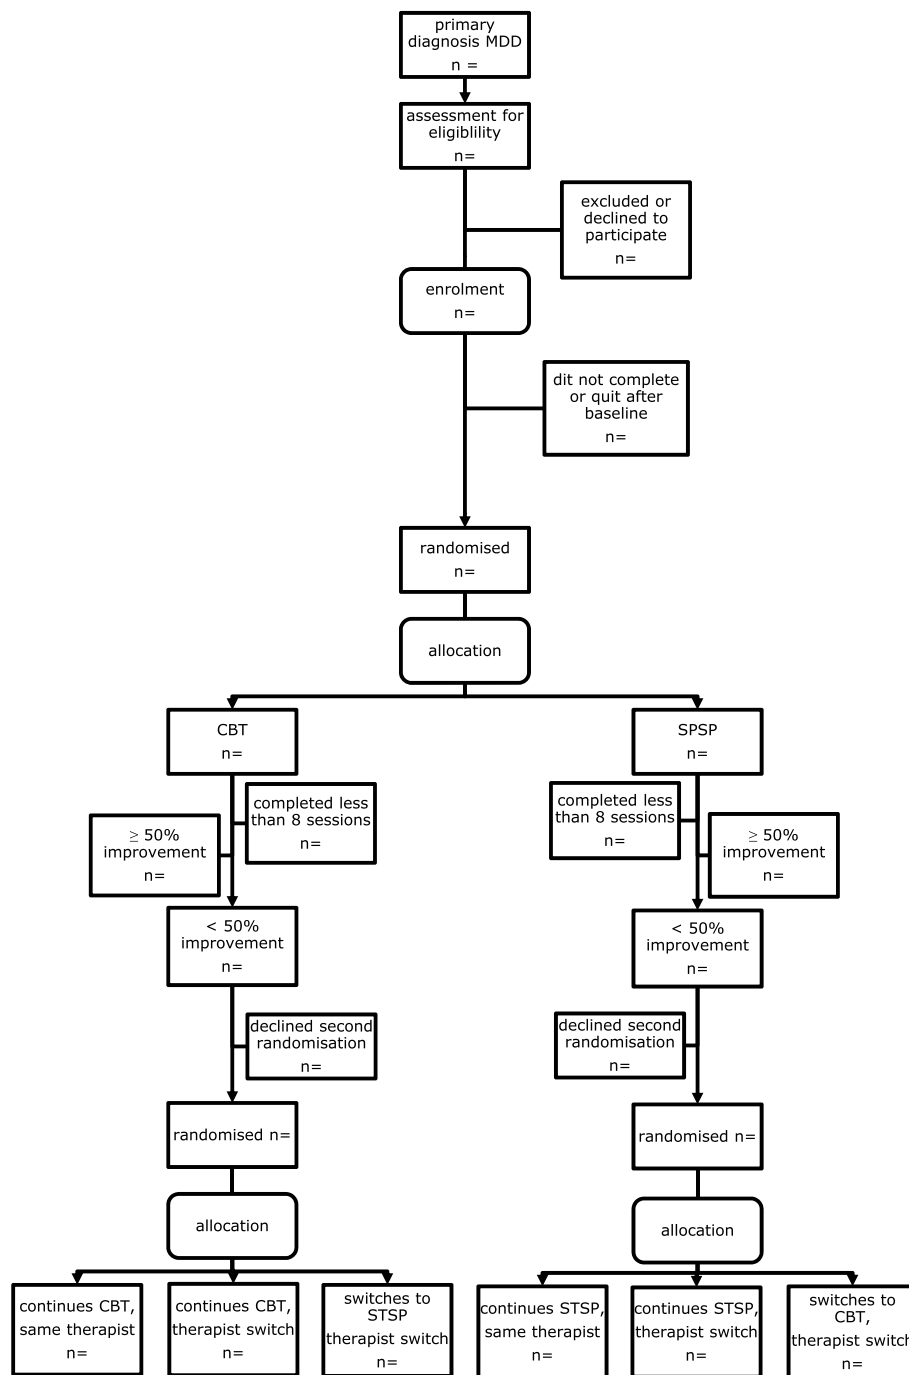 primary
diagnosis MDD
n =
assessment for
eligiblility
n=
excluded or
declined to
participate
n=
enrolment
n=
dit not complete
or quit after
baseline
n=
randomised
n=
allocation
CBT
n=
SPSP
n=
completed less
than 8 sessions
n=
≥ 50%
improvement
n=
completed less
than 8 sessions
n=
≥ 50%
improvement
n=
< 50%
improvement
n=
< 50%
improvement
n=
declined second
randomisation
n=
declined second
randomisation
n=
randomised n=
randomised n=
allocation
allocation
continues CBT,
same therapist
n=
continues CBT,
therapist switch
n=
switches to
STSP
therapist switch
n=
continues STSP,
same therapist
n=
continues STSP,
therapist switch
n=
switches to
CBT,
therapist switch
n=